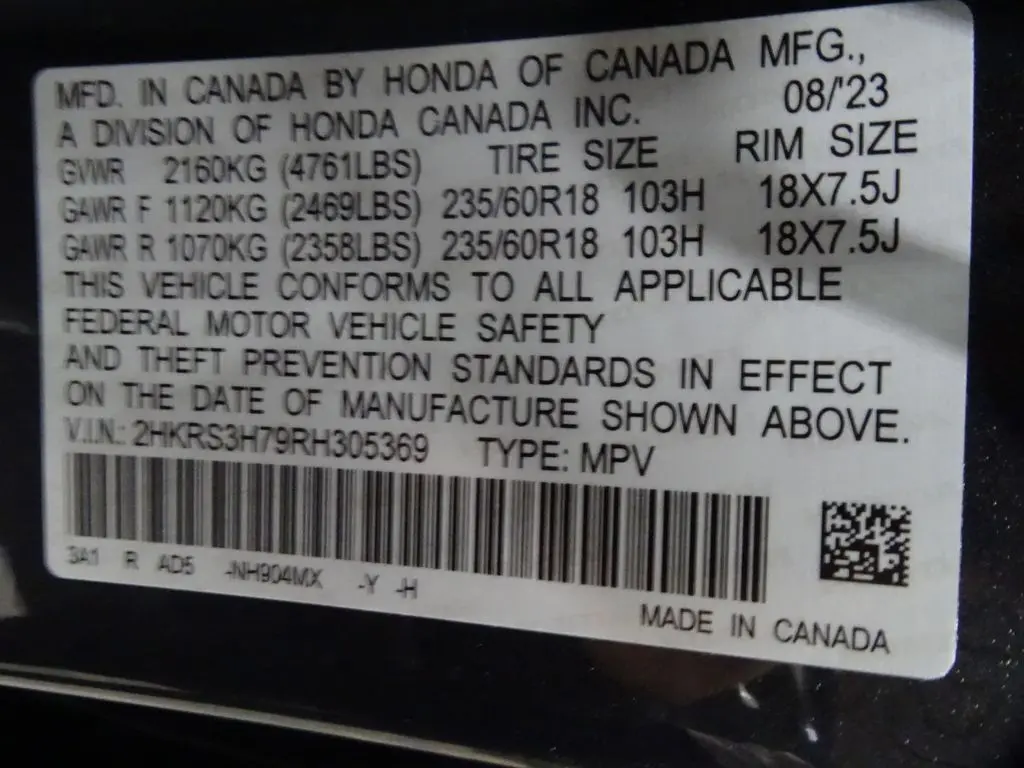 MFD. IN CANADA BY HONDA OF CANADA MFG.,
A DIVISION OF HONDA CANADA INC. 08/'23
GVWR 2160KG (4761LBS) TIRE SIZE RIM SIZE
GAWR F 1120KG (2469LBS) 235/60R18 103H 18X7.5J
GAWR R 1070KG (2358LBS) 235/60R18 103H 18X7.5J
THIS VEHICLE CONFORMS TO ALL APPLICABLE
FEDERAL MOTOR VEHICLE SAFETY
AND THEFT PREVENTION STANDARDS IN EFFECT
ON THE DATE OF MANUFACTURE SHOWN ABOVE.
V.I.N.: 2HKRS3H79RH305369 TYPE: MPV
3A1 R AD5 -NH904MX -Y -H
MADE IN CANADA